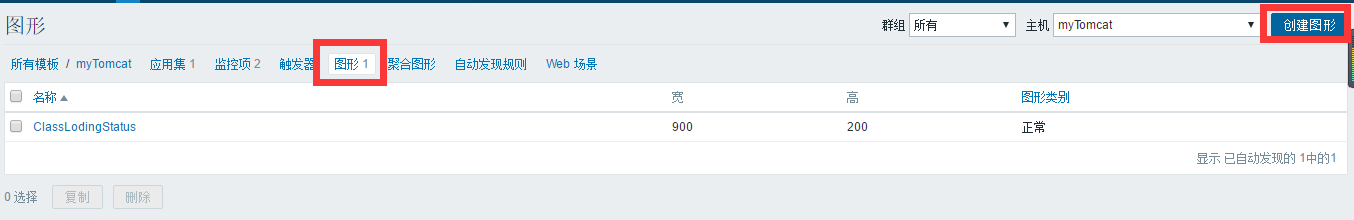 图形 群组 所有 主机 myTomcat 创建图形
所有模板 / myTomcat 应用集 1 监控项 2 触发器 图形 1 聚合图形 自动发现规则 Web 场景
名称 宽 高 图形类别
ClassLodingStatus 900 200 正常
显示 已自动发现的 1中的1
0 选择 复制 删除